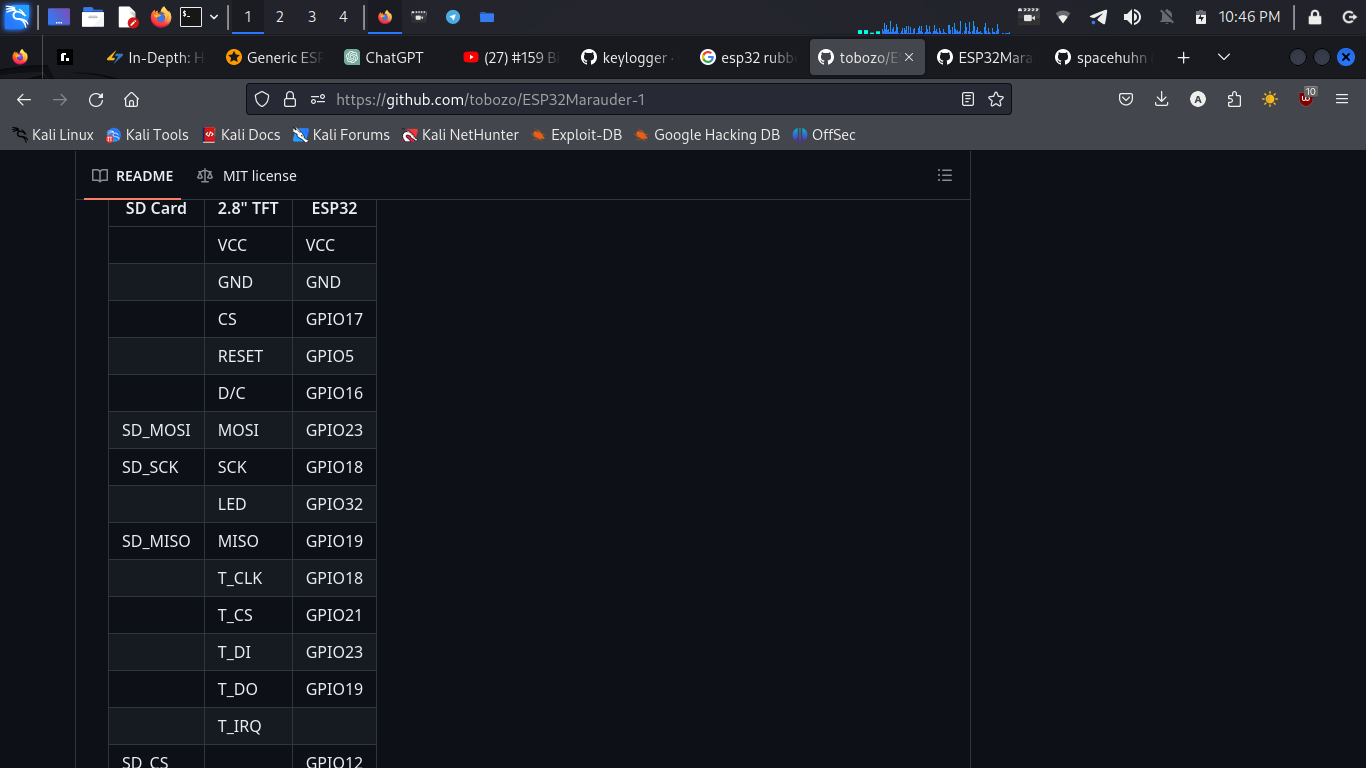 1 2 3 4 10:46 PM
In-Depth: H Generic ESP ChatGPT (27) #159 B keylogger · esp32 rubb tobozo/E ESP32Mara spacehuhn
https://github.com/tobozo/ESP32Marauder-1 A 10
Kali Linux Kali Tools Kali Docs Kali Forums Kali NetHunter Exploit-DB Google Hacking DB OffSec
README MIT license
SD Card 2.8" TFT ESP32
VCC VCC
GND GND
CS GPIO17
RESET GPIO5
D/C GPIO16
SD_MOSI MOSI GPIO23
SD_SCK SCK GPIO18
LED GPIO32
SD_MISO MISO GPIO19
T_CLK GPIO18
T_CS GPIO21
T_DI GPIO23
T_DO GPIO19
T_IRQ
SD_CS GPIO12